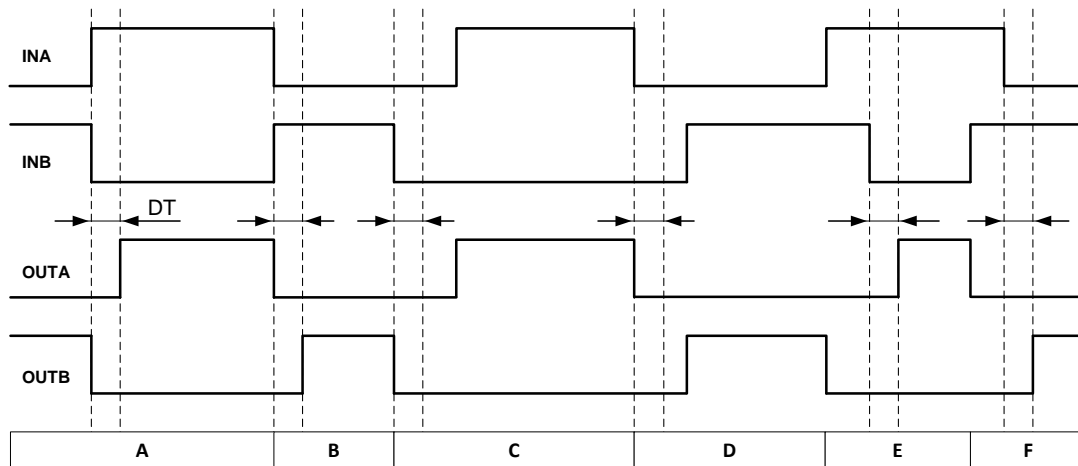 INA
INB
DT
OUTA
OUTB
A B C D E F